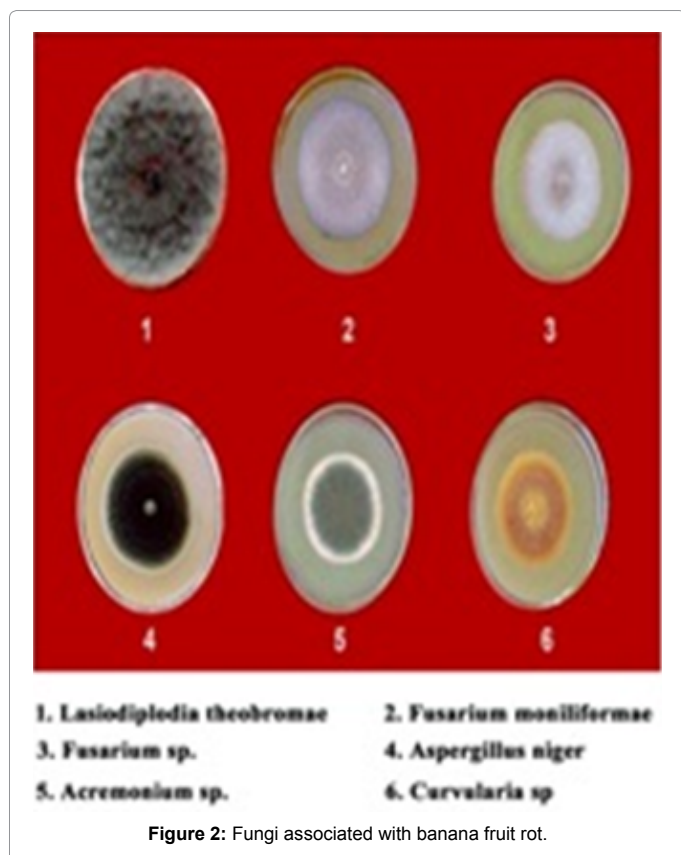 1 2 3
4 5 6
1. Lasiodiplodia theobromae 2. Fusarium moniliformae
3. Fusarium sp. 4. Aspergillus niger
5. Acremonium sp. 6. Curvularia sp
Figure 2: Fungi associated with banana fruit rot.